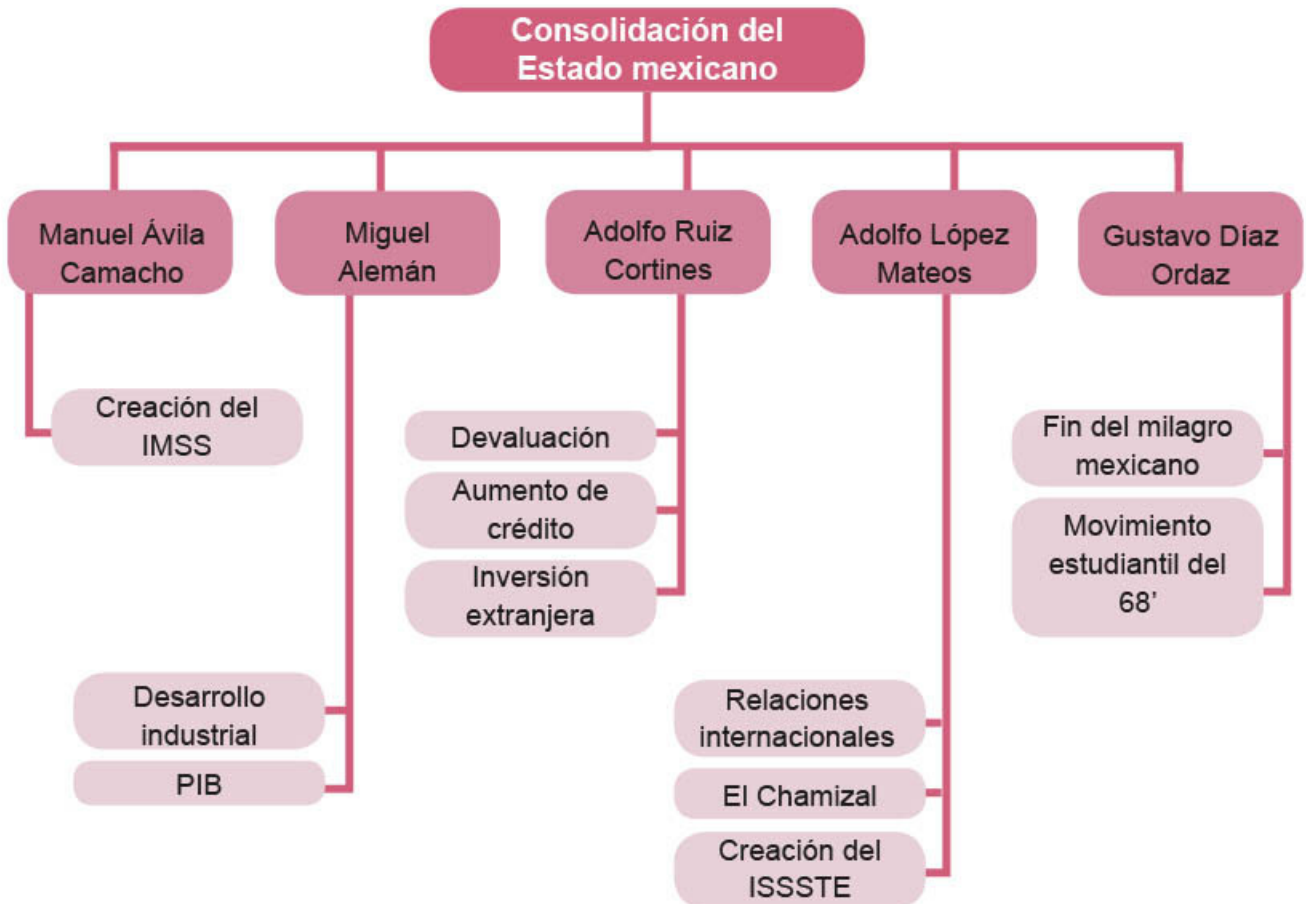 Consolidación del
Estado mexicano
Manuel Ávila
Camacho
Miguel
Alemán
Adolfo Ruiz
Cortines
Adolfo López
Mateos
Gustavo Díaz
Ordaz
Creación del
IMSS
Desarrollo
industrial
PIB
Devaluación
Aumento de
crédito
Inversión
extranjera
Relaciones
internacionales
El Chamizal
Creación del
ISSSTE
Fin del milagro
mexicano
Movimiento
estudiantil del
68’